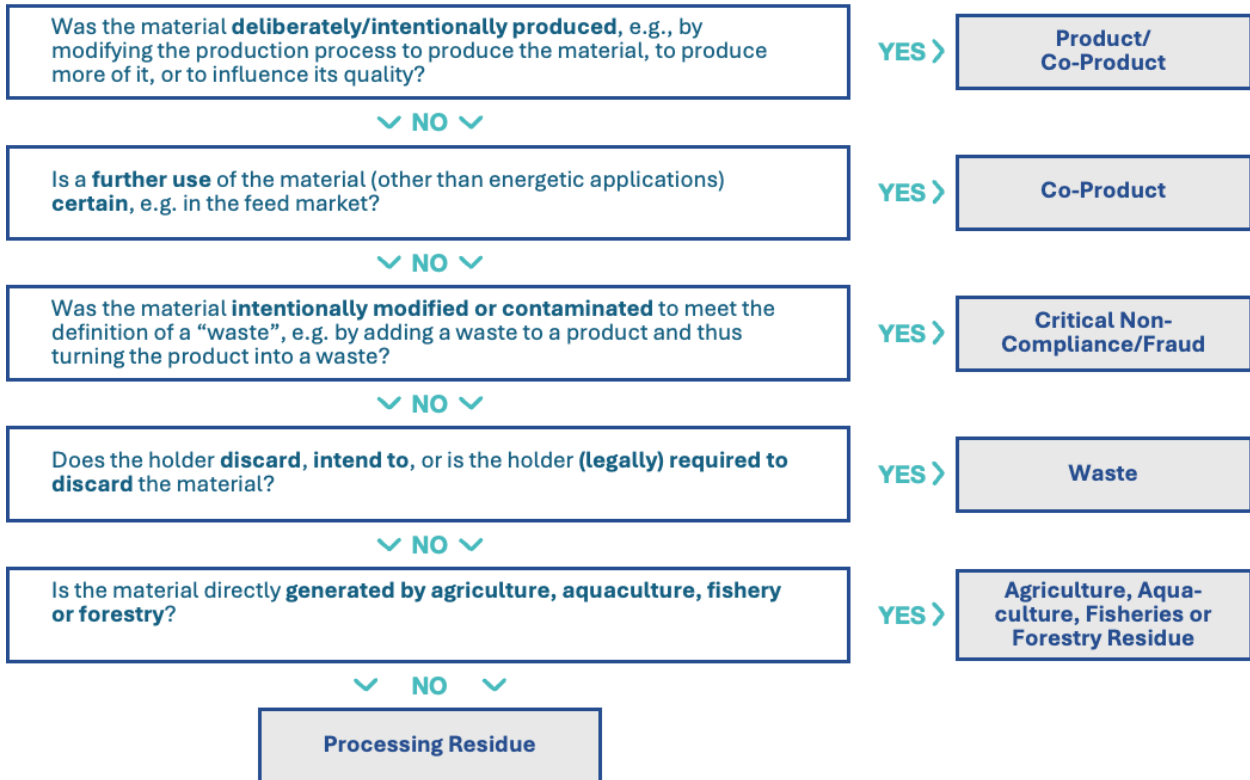 Was the material deliberately/intentionally produced, e.g., by
modifying the production process to produce the material, to produce
more of it, or to influence its quality?
YES
Product/
Co-Product
NO
Is a further use of the material (other than energetic applications)
certain, e.g. in the feed market?
YES
Co-Product
NO
Was the material intentionally modified or contaminated to meet the
definition of a “waste”, e.g. by adding a waste to a product and thus
turning the product into a waste?
YES
Critical Non-
Compliance/Fraud
NO
Does the holder discard, intend to, or is the holder (legally) required to
discard the material?
YES
Waste
NO
Is the material directly generated by agriculture, aquaculture, fishery
or forestry?
YES
Agriculture, Aqua-
culture, Fisheries or
Forestry Residue
NO
Processing Residue